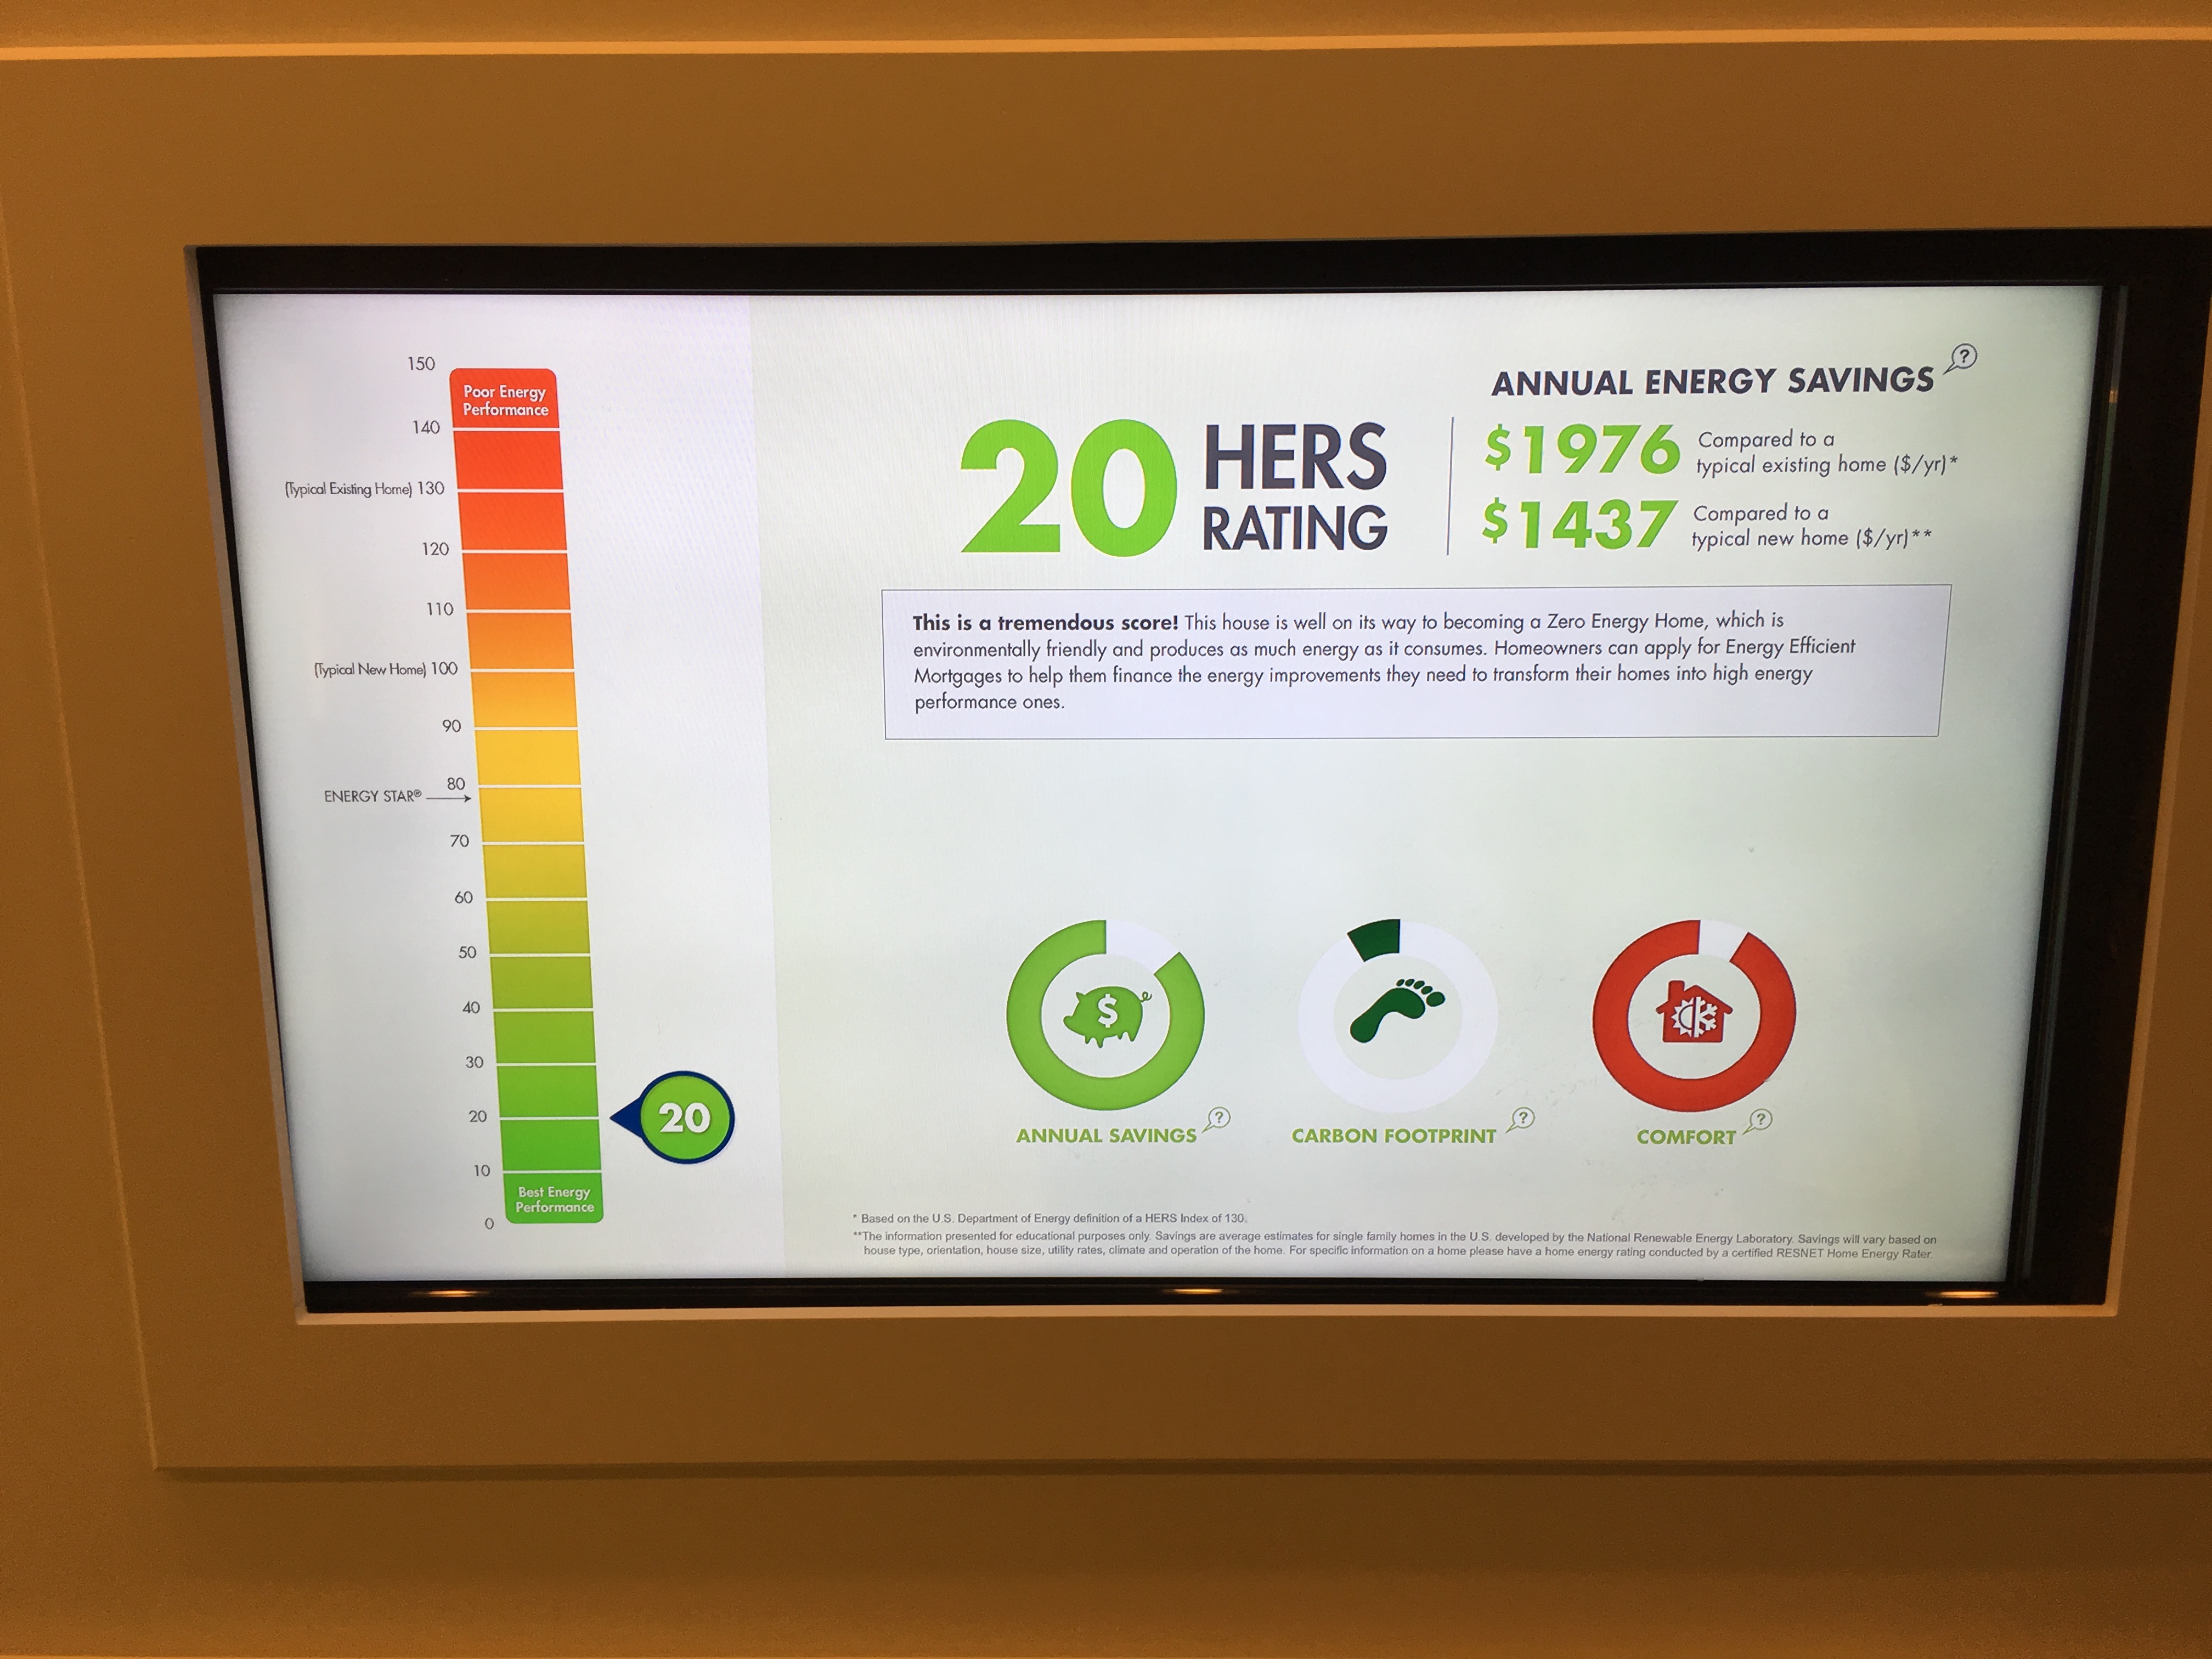 150
Poor Energy
Performance
140
(Typical Existing Home) 130
120
110
(Typical New Home) 100
90
80
ENERGY STAR®
70
60
50
40
30
20
10
Best Energy
Performance
0
20
20 HERS
RATING
ANNUAL ENERGY SAVINGS ?
$1976 Compared to a
typical existing home ($/yr)*
$1437 Compared to a
typical new home ($/yr)**
This is a tremendous score! This house is well on its way to becoming a Zero Energy Home, which is
environmentally friendly and produces as much energy as it consumes. Homeowners can apply for Energy Efficient
Mortgages to help them finance the energy improvements they need to transform their homes into high energy
performance ones.
$
ANNUAL SAVINGS ?
CARBON FOOTPRINT ?
COMFORT ?
* Based on the U.S. Department of Energy definition of a HERS Index of 130.
**The information presented for educational purposes only. Savings are average estimates for single family homes in the U.S. developed by the National Renewable Energy Laboratory. Savings will vary based on
house type, orientation, house size, utility rates, climate and operation of the home. For specific information on a home please have a home energy rating conducted by a certified RESNET Home Energy Rater.